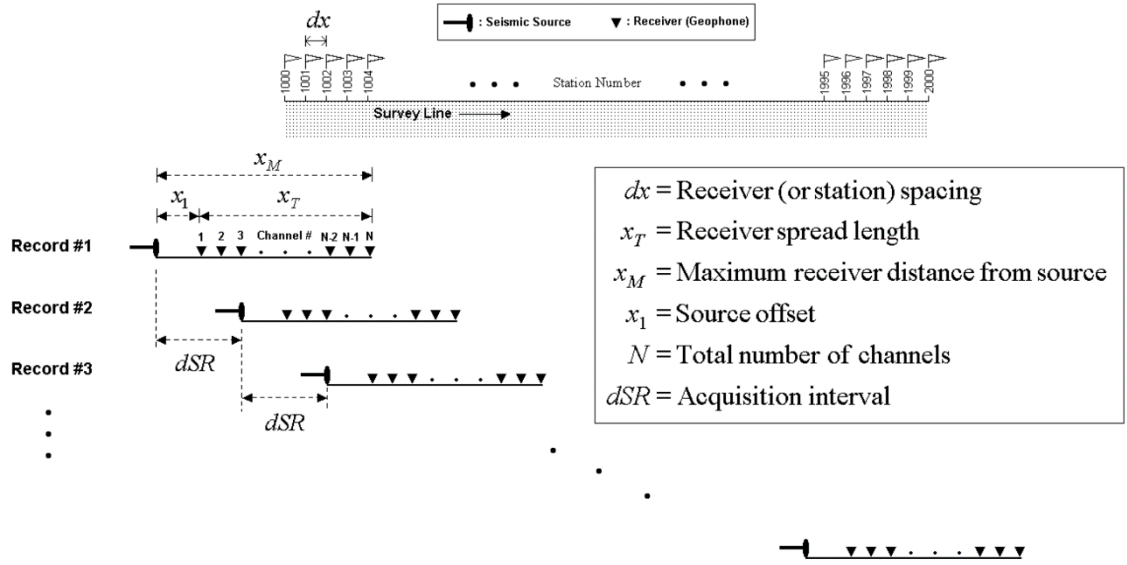 : Seismic Source : Receiver (Geophone)
dx
1000 1001 1002 1003 1004 Station Number 1995 1996 1997 1998 1999 2000
Survey Line
x_M
x_1 x_T
Record #1 1 2 3 Channel # N-2 N-1 N
Record #2
dSR
Record #3
dSR
dx = Receiver (or station) spacing
x_T = Receiver spread length
x_M = Maximum receiver distance from source
x_1 = Source offset
N = Total number of channels
dSR = Acquisition interval